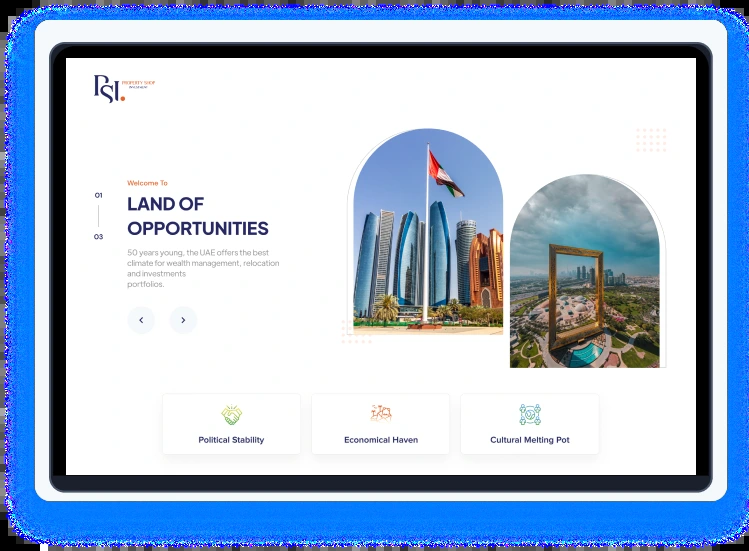 PSI.
PROPERTY SHOP
INVESTMENT
Welcome To
01
LAND OF
OPPORTUNITIES
03
50 years young, the UAE offers the best
climate for wealth management, relocation
and investments
portfolios.
Political Stability
Economical Haven
Cultural Melting Pot